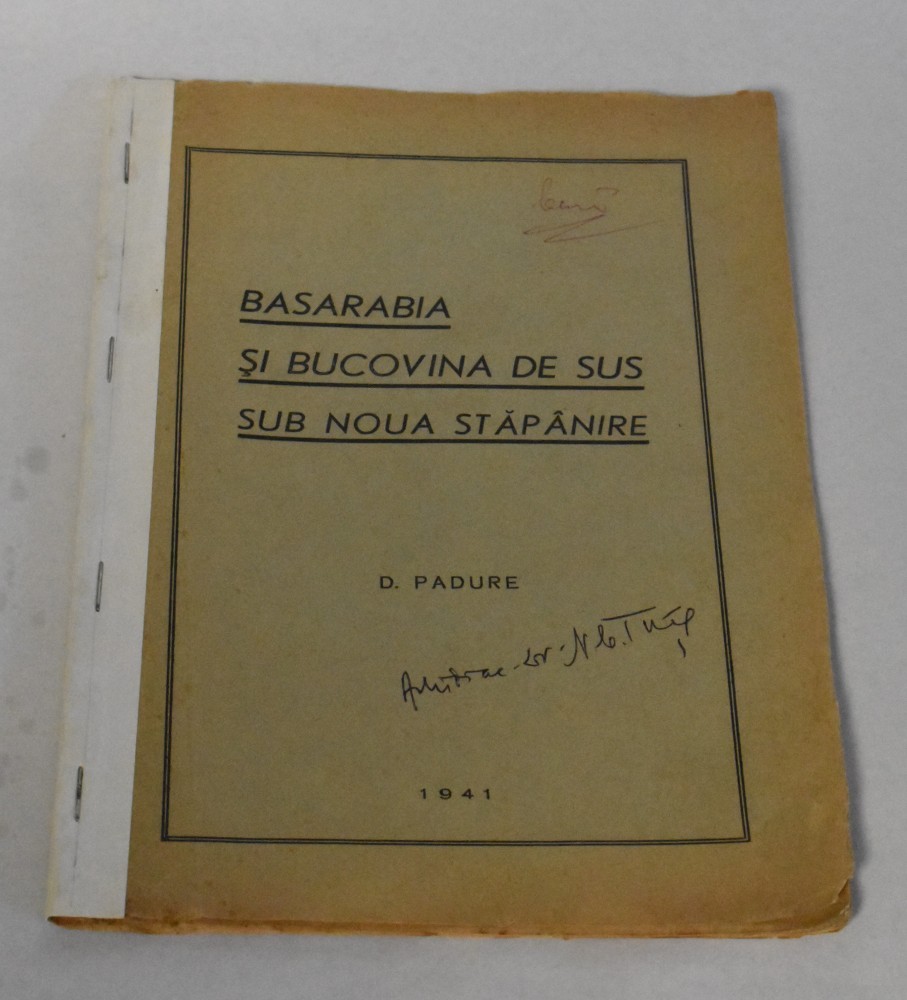 BASARABIA
ŞI BUCOVINA DE SUS
SUB NOUA STĂPÂNIRE
D. PADURE
1941